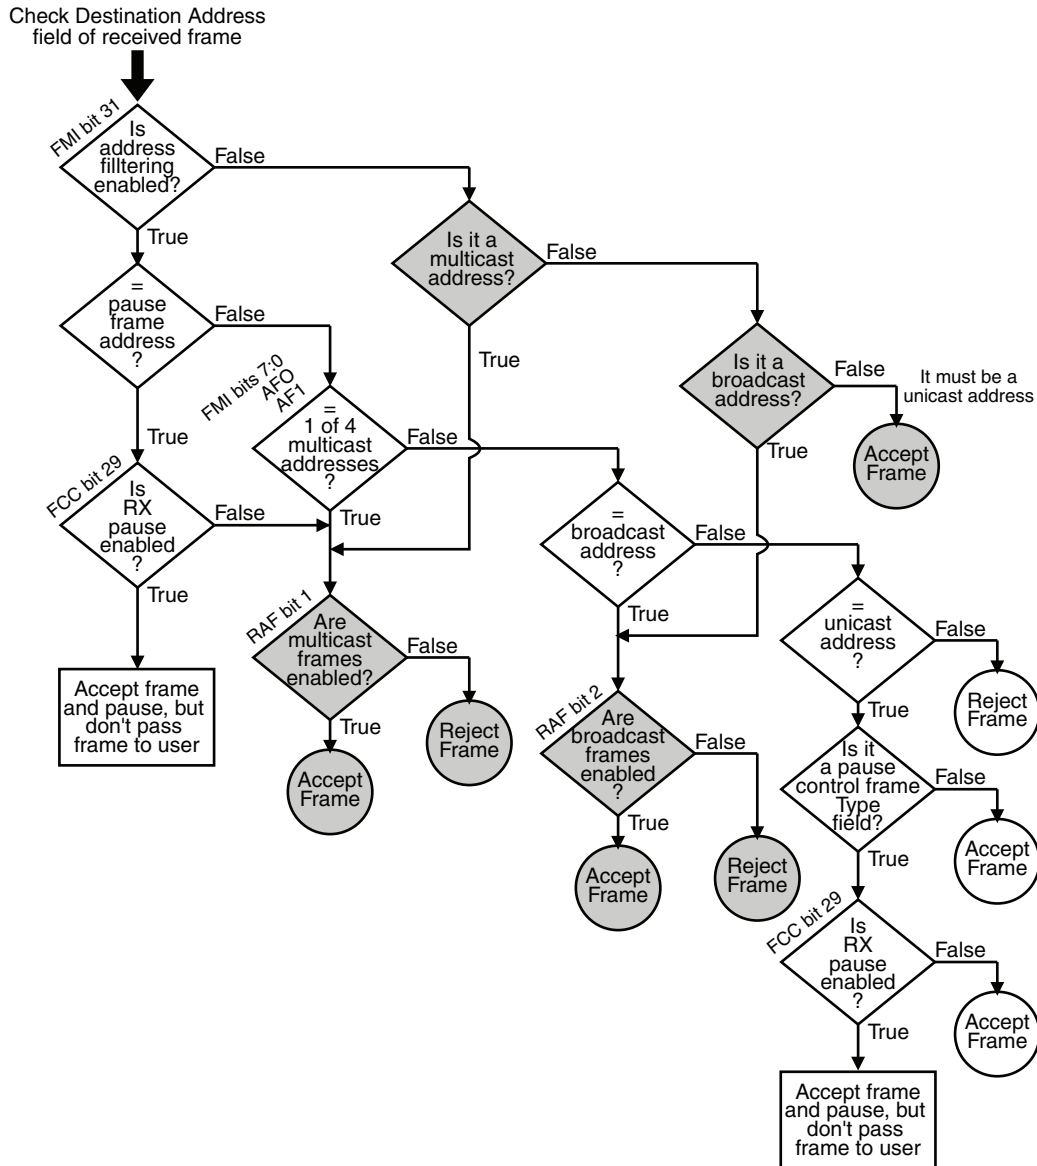 Check Destination Address
field of received frame
FMI bit 31
Is
address
filltering
enabled?
False
True
Is it a
multicast
address?
False
True
=
pause
frame
address
?
False
True
Is it a
broadcast
address?
False
True
It must be a
unicast address
Accept
Frame
FMI bits 7:0
AFO
AF1
=
1 of 4
multicast
addresses
?
False
True
FCC bit 29
Is
RX
pause
enabled
?
False
True
=
broadcast
address
?
False
True
RAF bit 1
Are
multicast
frames
enabled?
False
True
=
unicast
address
?
False
True
Accept frame
and pause, but
don't pass
frame to user
Reject
Frame
Accept
Frame
RAF bit 2
Are
broadcast
frames
enabled
?
False
True
Reject
Frame
Is it
a pause
control frame
Type
field?
False
True
Accept
Frame
Reject
Frame
Accept
Frame
FCC bit 29
Is
RX
pause
enabled
?
False
True
Accept
Frame
Accept frame
and pause, but
don't pass
frame to user